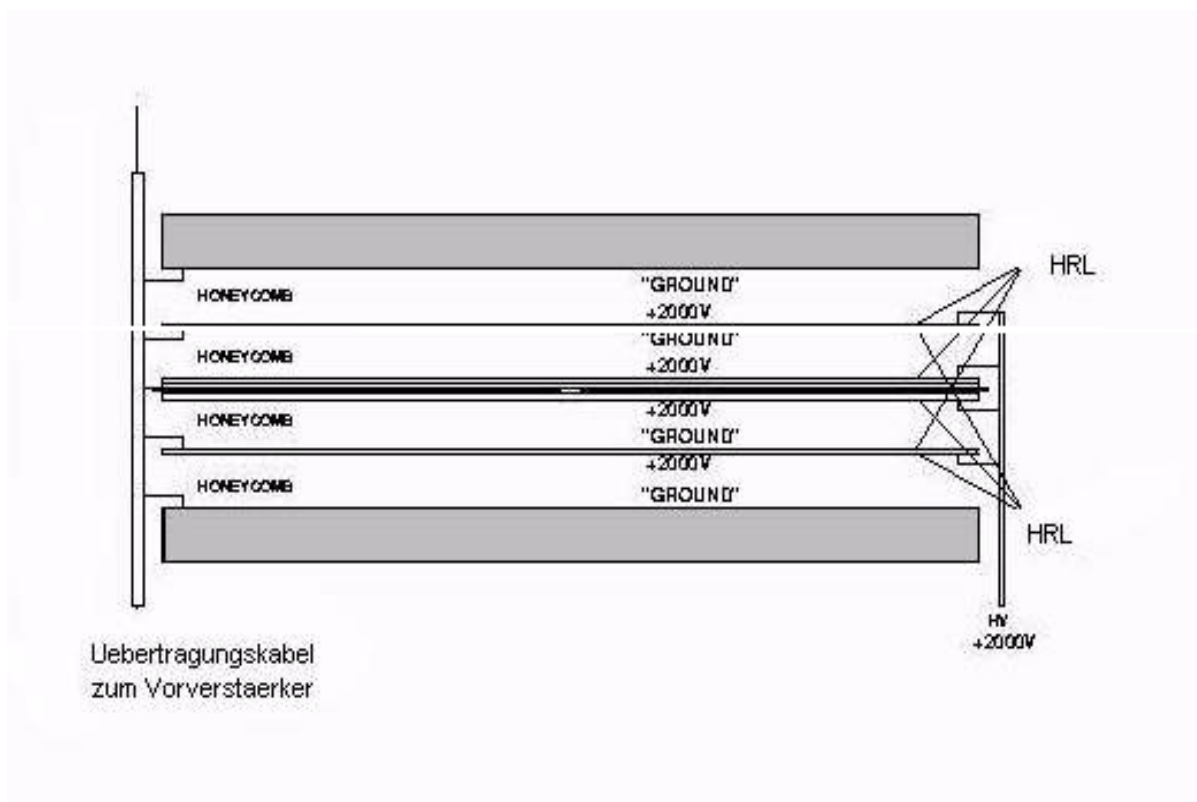 "GROUND"
HRL
HONEYCOMB
+2000V
"GROUND"
HONEYCOMB
+2000V
+2000V
HONEYCOMB
"GROUND"
+2000V
HONEYCOMB
"GROUND"
HRL
HV
+2000V
Uebertragungskabel
zum Vorverstaerker